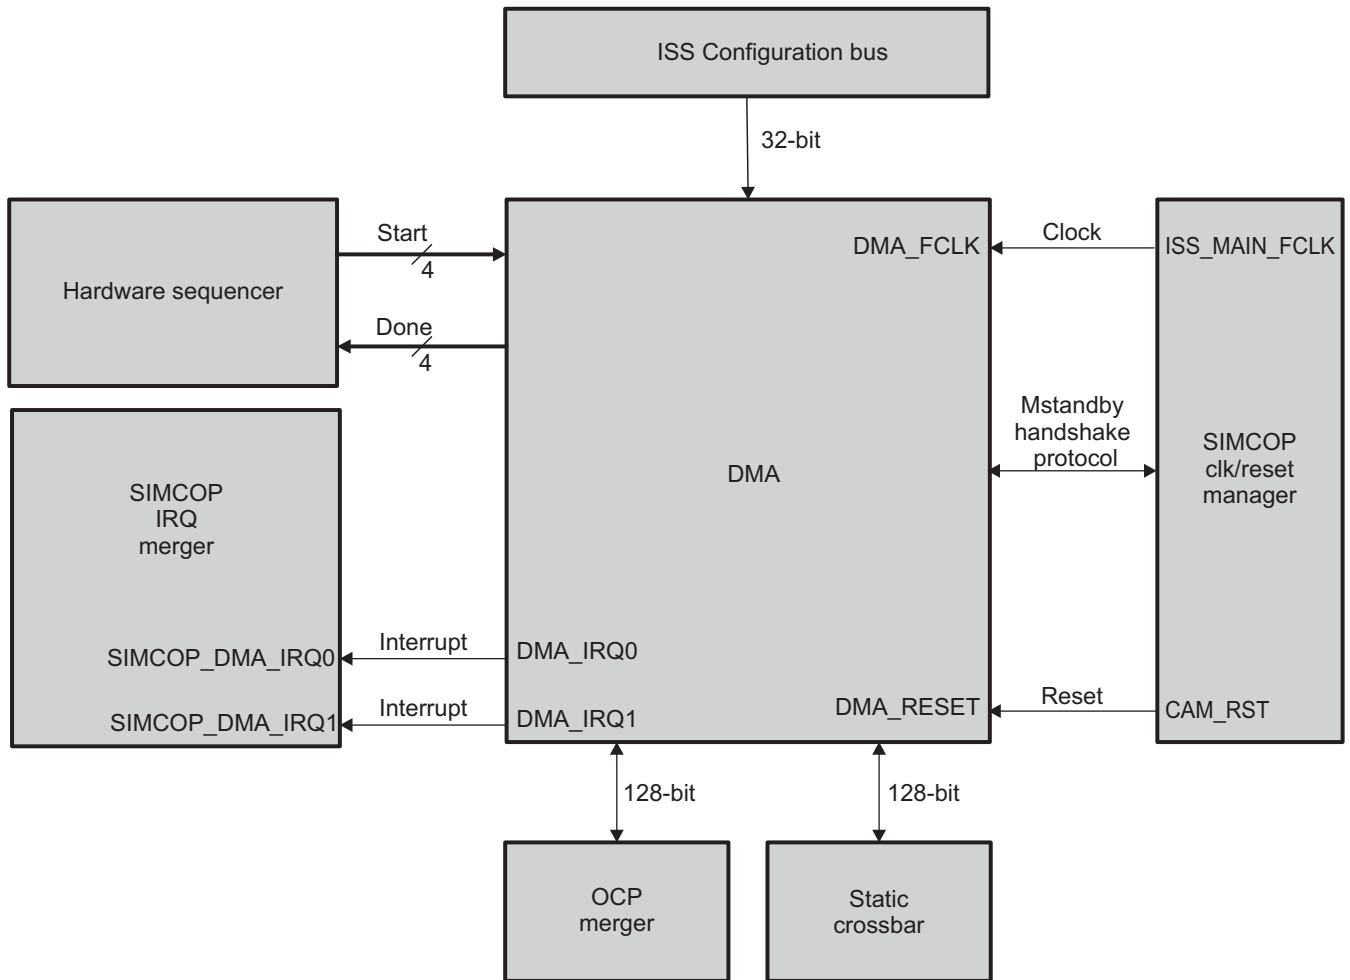 ISS Configuration bus
32-bit
Start
4
Hardware sequencer
Done
4
DMA_FCLK
Clock
ISS_MAIN_FCLK
Mstandby
handshake
protocol
DMA
SIMCOP
clk/reset
manager
SIMCOP
IRQ
merger
SIMCOP_DMA_IRQ0
Interrupt
DMA_IRQ0
SIMCOP_DMA_IRQ1
Interrupt
DMA_IRQ1
DMA_RESET
Reset
CAM_RST
128-bit
128-bit
OCP
merger
Static
crossbar